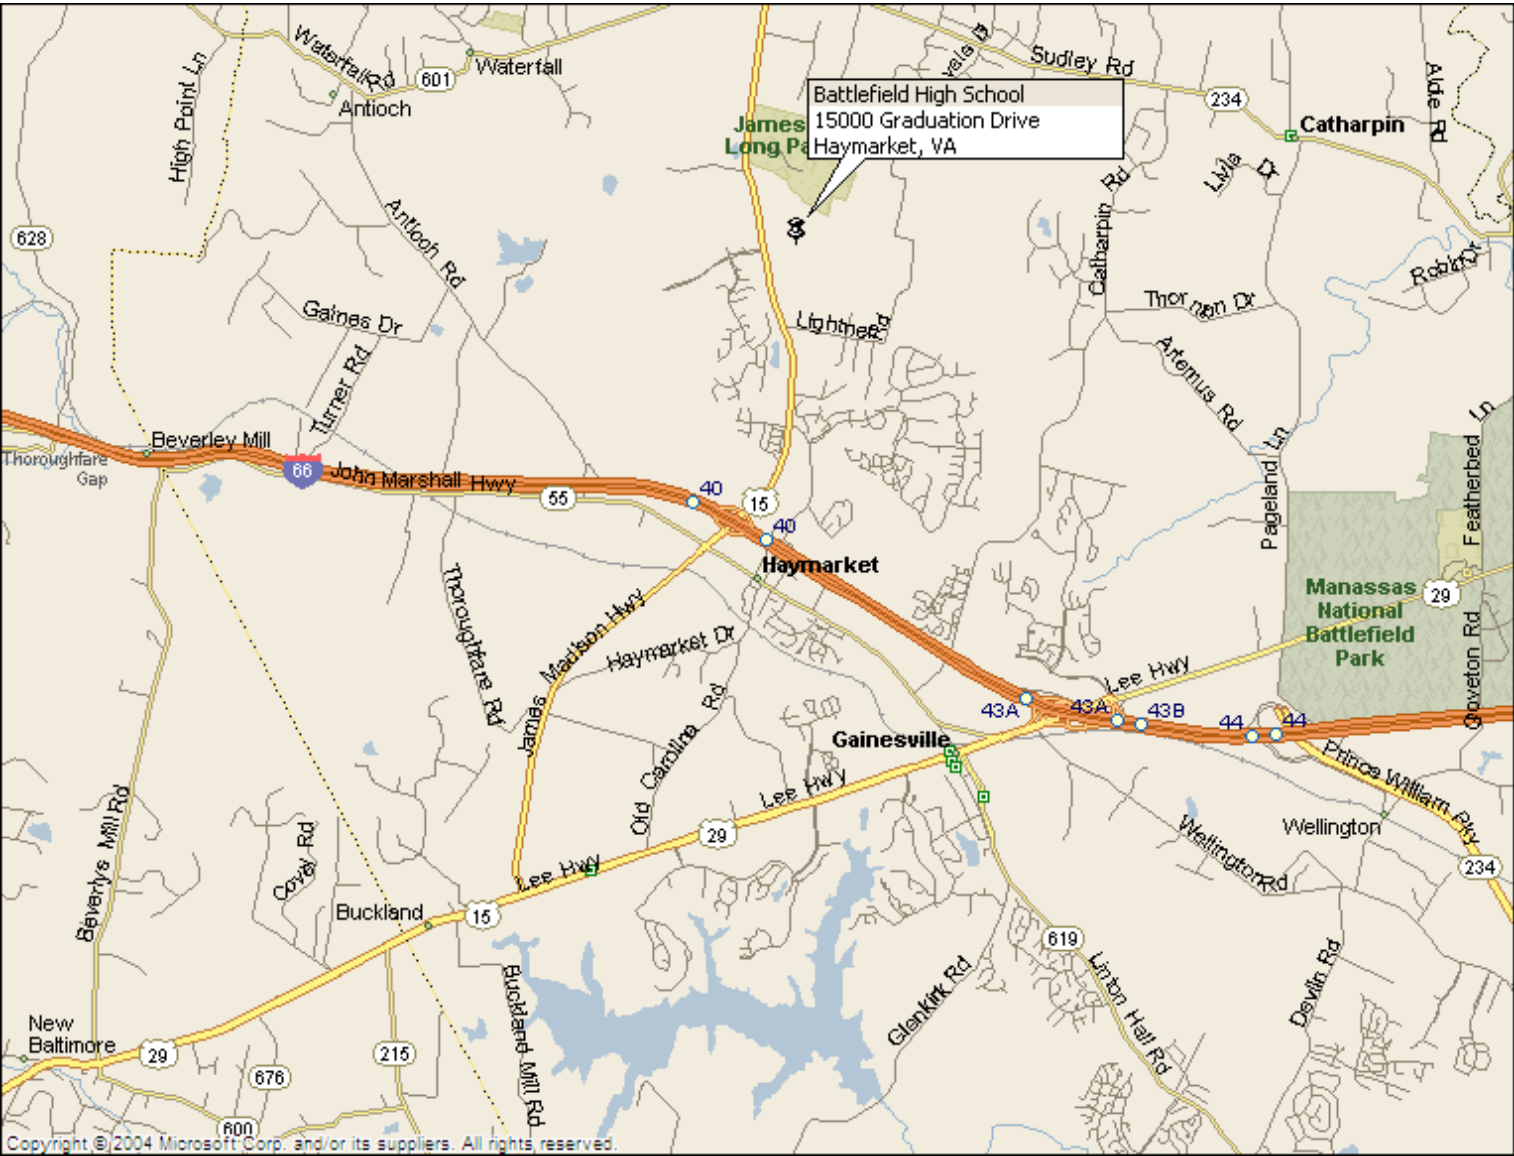 Waterfall Rd
601
Waterfall
Antioch
High Point Ln
Sudley Rd
234
Catharpin
Battlefield High School
15000 Graduation Drive
Haymarket, VA
James
Long Pa
628
Antioch Rd
Gaines Dr
Turner Rd
Lightner Rd
Catharpin Rd
Livia Dr
Thornton Dr
Artemus Rd
Robin Dr
Pageland Ln
Featherbed Ln
Beverley Mill
Thoroughfare
Gap
66
John Marshall Hwy
55
40
15
40
Haymarket
Manassas
National
Battlefield
Park
29
Groveton Rd
Thoroughfare Rd
James Madison Hwy
Haymarket Dr
Old Carolina Rd
Lee Hwy
43A
43A
43B
44
44
Gainesville
Prince William Pky
Lee Hwy
29
Wellington
Wellington Rd
234
Beverlys Mill Rd
Covey Rd
Lee Hwy
Buckland
15
619
Linton Hall Rd
Glenkirk Rd
Devlin Rd
Buckland Mill Rd
New
Baltimore
29
215
676
600
Copyright © 2004 Microsoft Corp. and/or its suppliers. All rights reserved.